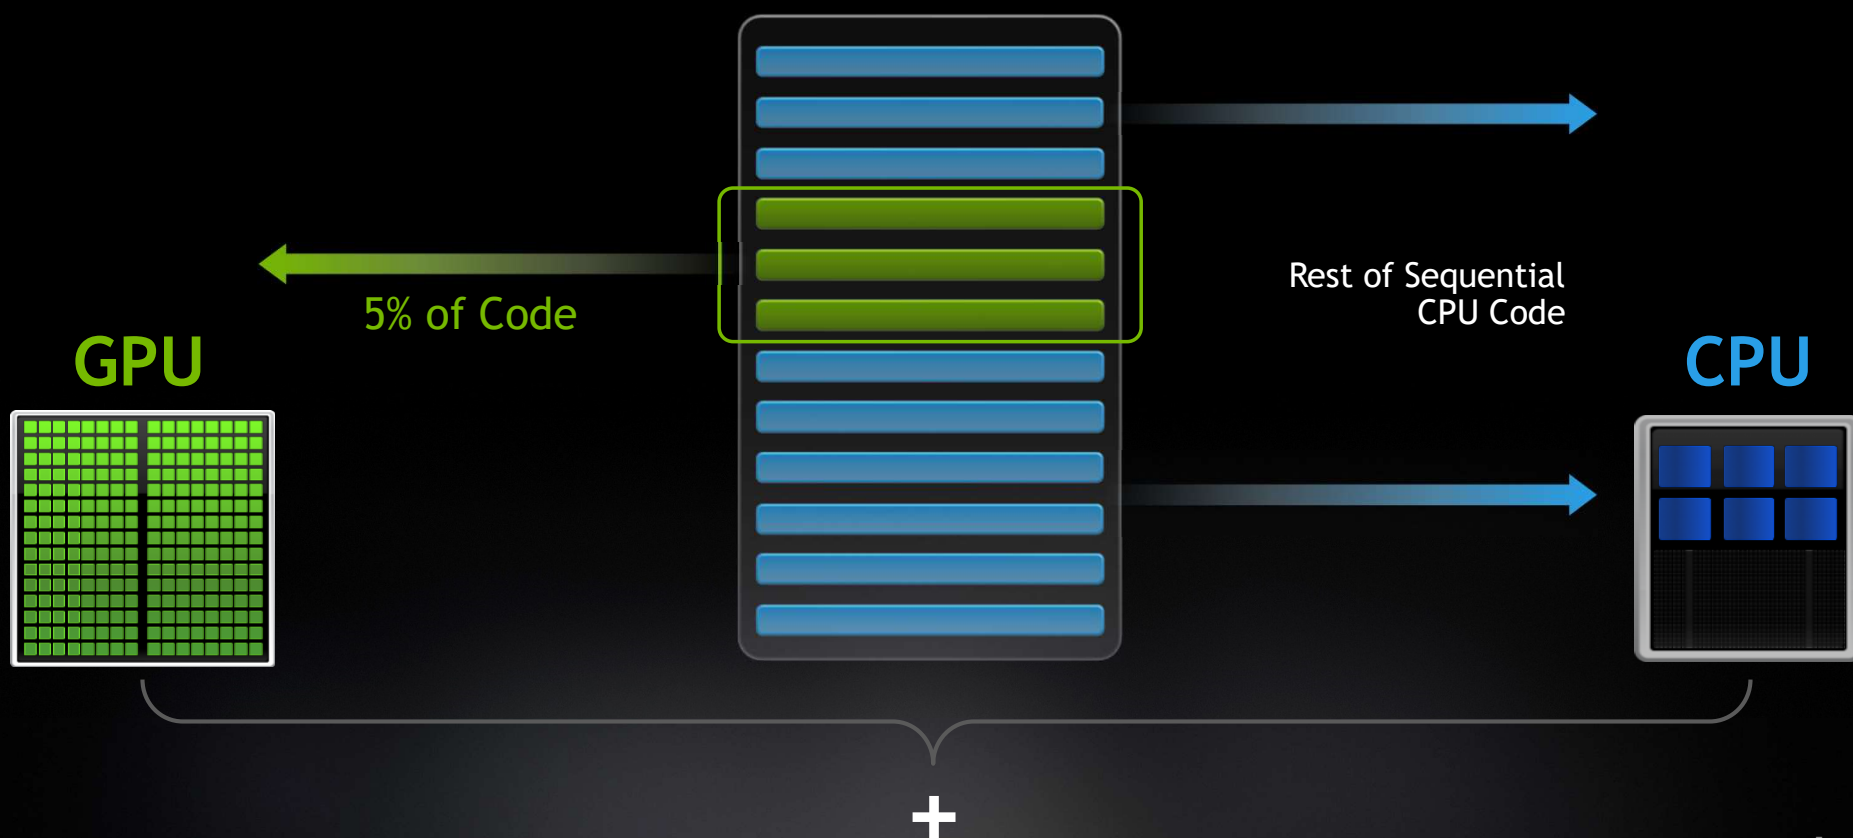 5% of Code
GPU
Rest of Sequential
CPU Code
CPU
+